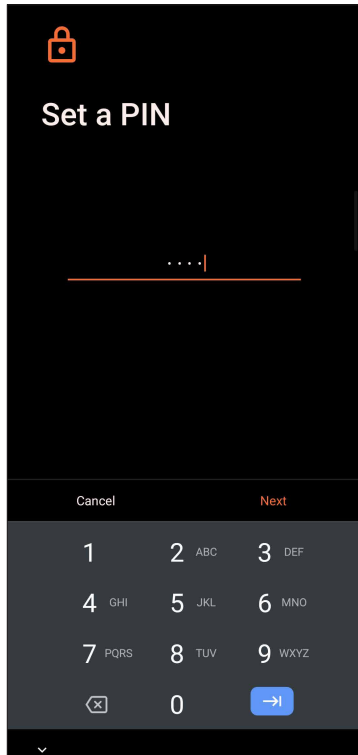 Set a PIN
····
Cancel Next
1 2 ABC 3 DEF
4 GHI 5 JKL 6 MNO
7 PQRS 8 TUV 9 WXYZ
0